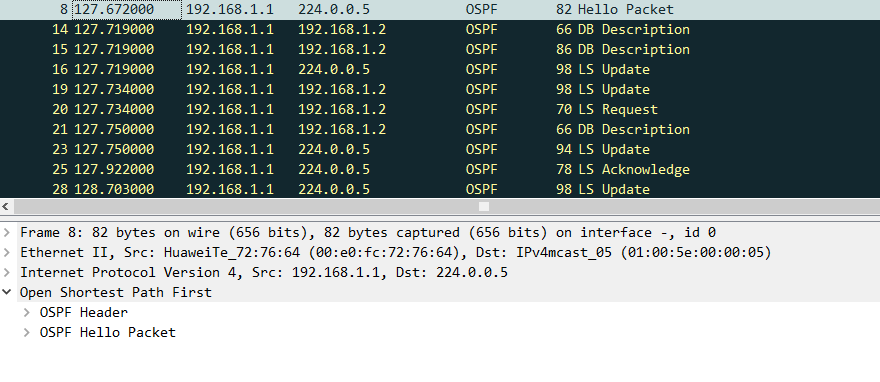 8 127.672000 192.168.1.1 224.0.0.5 OSPF 82 Hello Packet
14 127.719000 192.168.1.1 192.168.1.2 OSPF 66 DB Description
15 127.719000 192.168.1.1 192.168.1.2 OSPF 86 DB Description
16 127.719000 192.168.1.1 224.0.0.5 OSPF 98 LS Update
19 127.734000 192.168.1.1 192.168.1.2 OSPF 98 LS Update
20 127.734000 192.168.1.1 192.168.1.2 OSPF 70 LS Request
21 127.750000 192.168.1.1 192.168.1.2 OSPF 66 DB Description
23 127.750000 192.168.1.1 224.0.0.5 OSPF 94 LS Update
25 127.922000 192.168.1.1 224.0.0.5 OSPF 78 LS Acknowledge
28 128.703000 192.168.1.1 224.0.0.5 OSPF 98 LS Update
Frame 8: 82 bytes on wire (656 bits), 82 bytes captured (656 bits) on interface -, id 0
Ethernet II, Src: HuaweiTe_72:76:64 (00:e0:fc:72:76:64), Dst: IPv4mcast_05 (01:00:5e:00:00:05)
Internet Protocol Version 4, Src: 192.168.1.1, Dst: 224.0.0.5
Open Shortest Path First
OSPF Header
OSPF Hello Packet